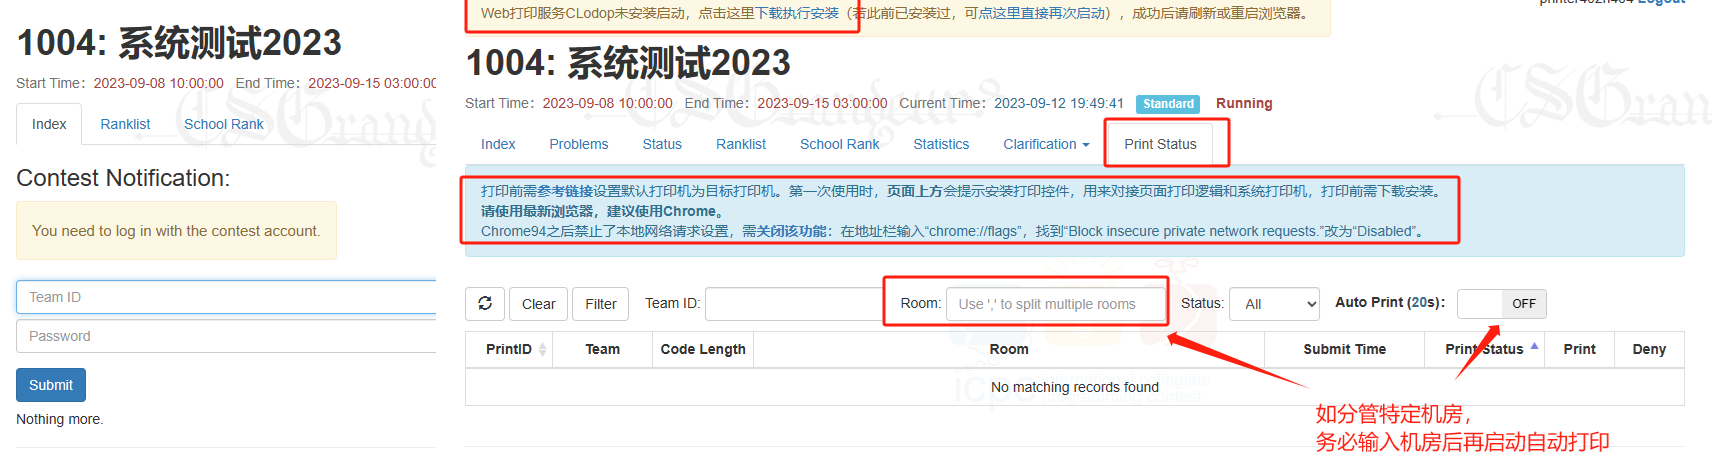 1004: 系统测试2023
Start Time：2023-09-08 10:00:00 End Time：2023-09-15 03:00:00
Index Ranklist School Rank
Contest Notification:
You need to log in with the contest account.
Team ID
Password
Submit
Nothing more.
Web打印服务CLodop未安装启动，点击这里下载执行安装（若此前已安装过，可点这里直接再次启动），成功后请刷新或重启浏览器。
1004: 系统测试2023
Start Time：2023-09-08 10:00:00 End Time：2023-09-15 03:00:00 Current Time：2023-09-12 19:49:41 Standard Running
Index Problems Status Ranklist School Rank Statistics Clarification Print Status
打印前需参考链接设置默认打印机为目标打印机。第一次使用时，页面上方会提示安装打印控件，用来对接页面打印逻辑和系统打印机，打印前需下载安装。
请使用最新浏览器，建议使用Chrome。
Chrome94之后禁止了本地网络请求设置，需关闭该功能：在地址栏输入“chrome://flags”，找到“Block insecure private network requests.”改为“Disabled”。
Clear Filter Team ID: Room: Use ',' to split multiple rooms Status: All Auto Print (20s)： OFF
PrintID Team Code Length Room Submit Time Print Status Print Deny
No matching records found
如分管特定机房，
务必输入机房后再启动自动打印